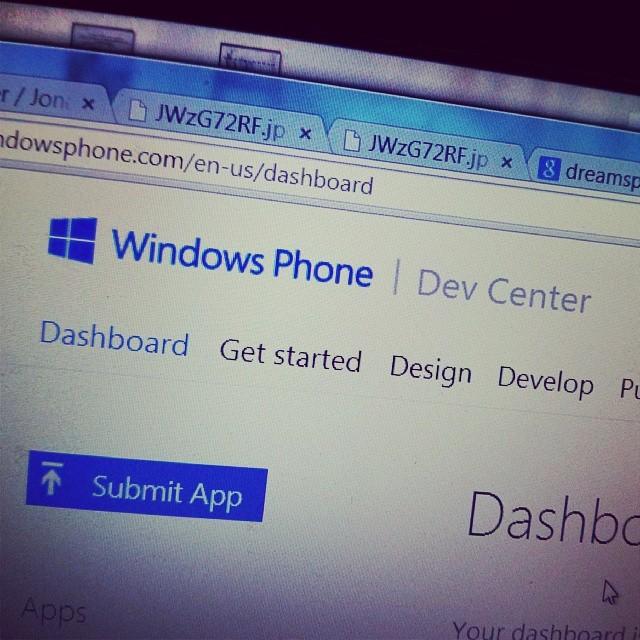 r / Jon
JWzG72RF.jp
JWzG72RF.jp
dreamsp
ndowsphone.com/en-us/dashboard
Windows Phone | Dev Center
Dashboard Get started Design Develop Pu
Submit App
Dashbo
Apps
Your dashboard i